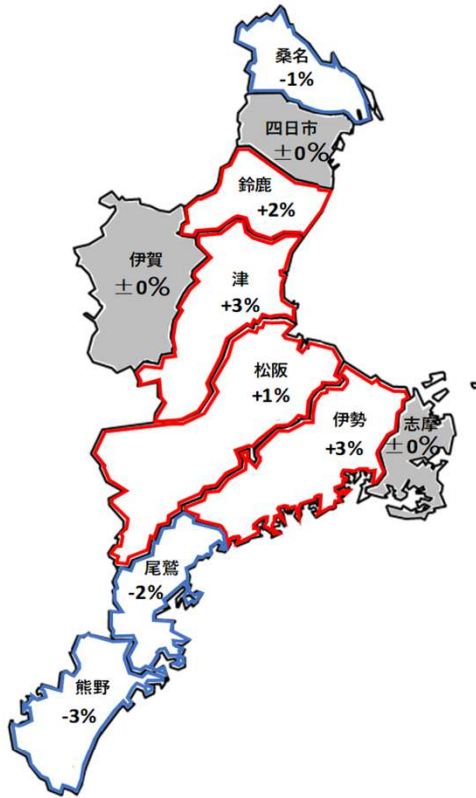 桑名
-1%
四日市
±0%
鈴鹿
+2%
伊賀
±0%
津
+3%
松阪
+1%
伊勢
+3%
志摩
±0%
尾鷲
-2%
熊野
-3%